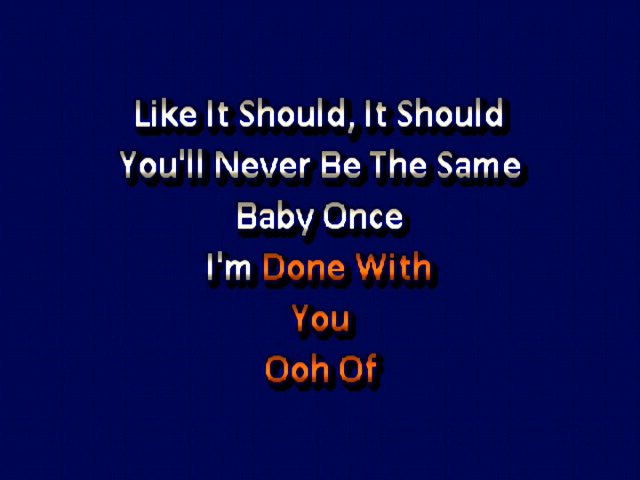 Like It Should, It Should
You'll Never Be The Same
Baby Once
I'm Done With
You
Ooh Of